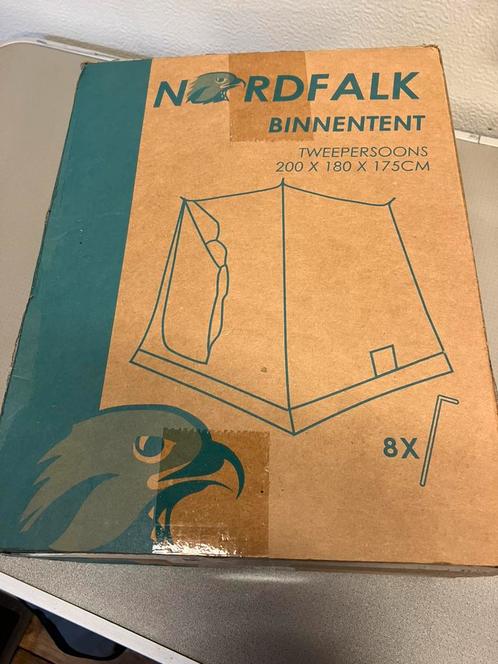 NORDFALK
BINNENTENT
TWEEPERSOONS
200 X 180 X 175CM
8X